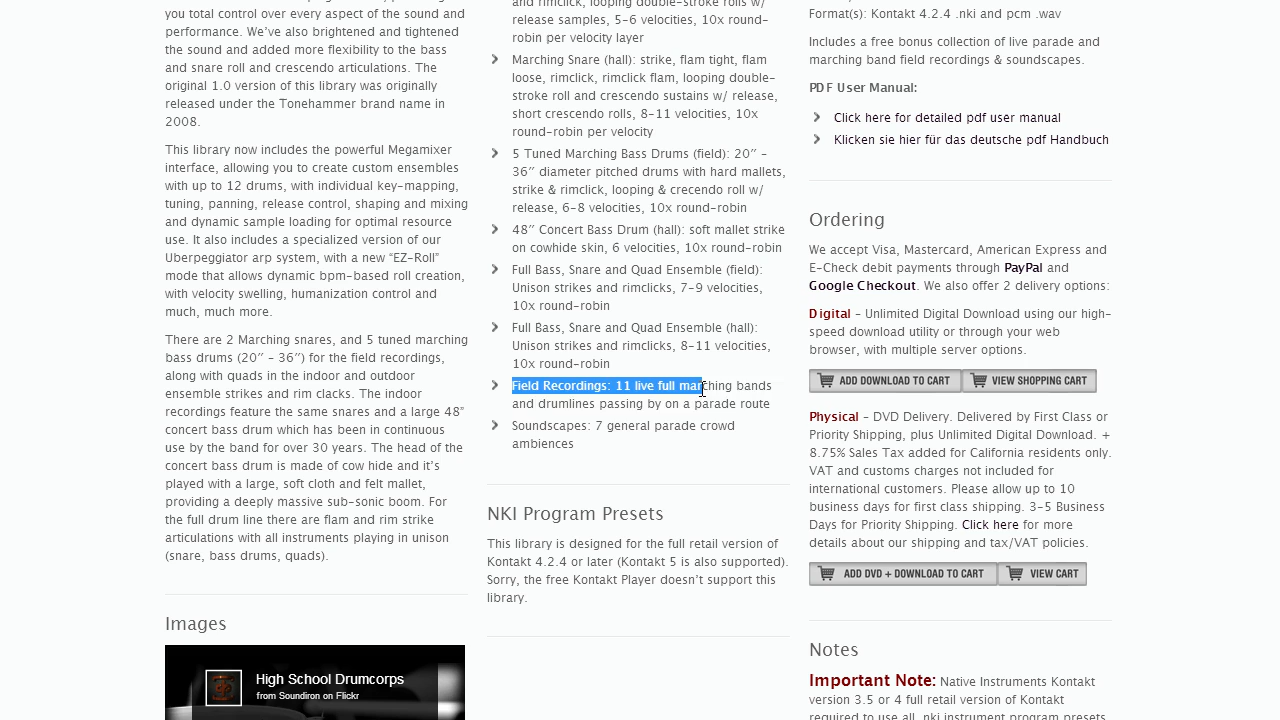 you total control over every aspect of the sound and
performance. We've also brightened and tightened
the sound and added more flexibility to the bass
and snare roll and crescendo articulations. The
original 1.0 version of this library was originally
released under the Tonehammer brand name in
2008.
This library now includes the powerful Megamixer
interface, allowing you to create custom ensembles
with up to 12 drums, with individual key-mapping,
tuning, panning, release control, shaping and mixing
and dynamic sample loading for optimal resource
use. It also includes a specialized version of our
Uberpeggiator arp system, with a new "EZ-Roll"
mode that allows dynamic bpm-based roll creation,
with velocity swelling, humanization control and
much, much more.
There are 2 Marching snares, and 5 tuned marching
bass drums (20" - 36") for the field recordings,
along with quads in the indoor and outdoor
ensemble strikes and rim clacks. The indoor
recordings feature the same snares and a large 48"
concert bass drum which has been in continuous
use by the band for over 30 years. The head of the
concert bass drum is made of cow hide and it's
played with a large, soft cloth and felt mallet,
providing a deeply massive sub-sonic boom. For
the full drum line there are flam and rim strike
articulations with all instruments playing in unison
(snare, bass drums, quads).
Images
High School Drumcorps
from Soundiron on Flickr
and rimclick, looping double-stroke rolls w/
release samples, 5-6 velocities, 10x round-
robin per velocity layer
Marching Snare (hall): strike, flam tight, flam
loose, rimclick, rimclick flam, looping double-
stroke roll and crescendo sustains w/ release,
short crescendo rolls, 8-11 velocities, 10x
round-robin per velocity
5 Tuned Marching Bass Drums (field): 20" -
36" diameter pitched drums with hard mallets,
strike & rimclick, looping & crecendo roll w/
release, 6-8 velocities, 10x round-robin
48" Concert Bass Drum (hall): soft mallet strike
on cowhide skin, 6 velocities, 10x round-robin
Full Bass, Snare and Quad Ensemble (field):
Unison strikes and rimclicks, 7-9 velocities,
10x round-robin
Full Bass, Snare and Quad Ensemble (hall):
Unison strikes and rimclicks, 8-11 velocities,
10x round-robin
Field Recordings: 11 live full marching bands
and drumlines passing by on a parade route
Soundscapes: 7 general parade crowd
ambiences
NKI Program Presets
This library is designed for the full retail version of
Kontakt 4.2.4 or later (Kontakt 5 is also supported).
Sorry, the free Kontakt Player doesn't support this
library.
Format(s): Kontakt 4.2.4 .nki and pcm .wav
Includes a free bonus collection of live parade and
marching band field recordings & soundscapes.
PDF User Manual:
Click here for detailed pdf user manual
Klicken sie hier für das deutsche pdf Handbuch
Ordering
We accept Visa, Mastercard, American Express and
E-Check debit payments through PayPal and
Google Checkout. We also offer 2 delivery options:
Digital - Unlimited Digital Download using our high-
speed download utility or through your web
browser, with multiple server options.
ADD DOWNLOAD TO CART VIEW SHOPPING CART
Physical - DVD Delivery. Delivered by First Class or
Priority Shipping, plus Unlimited Digital Download. +
8.75% Sales Tax added for California residents only.
VAT and customs charges not included for
international customers. Please allow up to 10
business days for first class shipping. 3-5 Business
Days for Priority Shipping. Click here for more
details about our shipping and tax/VAT policies.
ADD DVD + DOWNLOAD TO CART VIEW CART
Notes
Important Note: Native Instruments Kontakt
version 3.5 or 4 full retail version of Kontakt
required to use all .nki instrument program presets